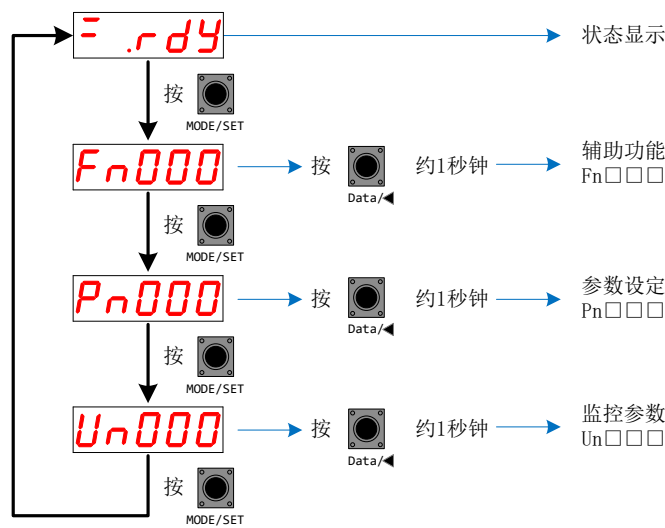 .rdy 状态显示
按
MODE/SET
Fn000 按 约1秒钟 辅助功能
Fn□□□
Data/◀
按
MODE/SET
Pn000 按 约1秒钟 参数设定
Pn□□□
Data/◀
按
MODE/SET
Un000 按 约1秒钟 监控参数
Un□□□
Data/◀
按
MODE/SET